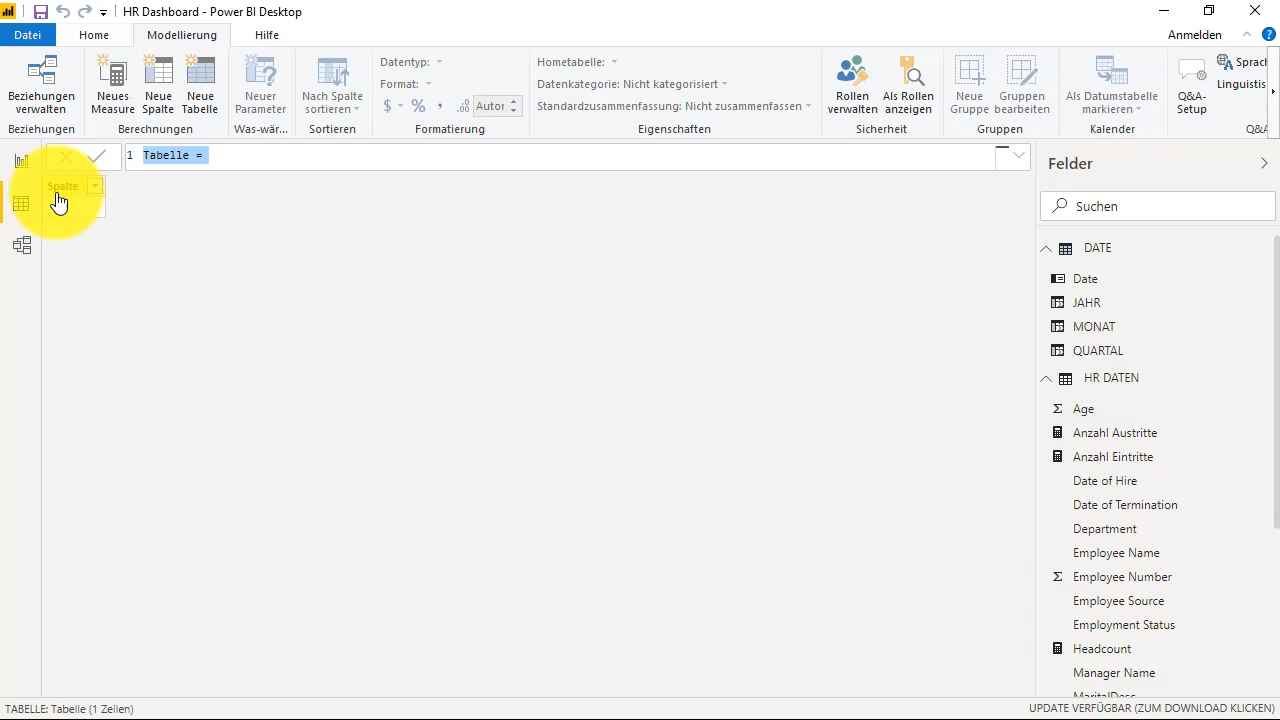 HR Dashboard - Power BI Desktop
Datei
Home
Modellierung
Hilfe
Anmelden
Beziehungen verwalten
Neues Measure
Neue Spalte
Neue Tabelle
Neuer Parameter
Nach Spalte sortieren
Datentyp:
Format:
$ % , .00 Autor
Hometabelle:
Datenkategorie: Nicht kategorisiert
Standardzusammenfassung: Nicht zusammenfassen
Rollen verwalten
Als Rollen anzeigen
Neue Gruppe
Gruppen bearbeiten
Als Datumstabelle markieren
Q&A-Setup
Sprach
Linguistis
Beziehungen
Berechnungen
Was-wär...
Sortieren
Formatierung
Eigenschaften
Sicherheit
Gruppen
Kalender
Q&A
1 Tabelle =
Spalte
Felder
Suchen
DATE
Date
JAHR
MONAT
QUARTAL
HR DATEN
Age
Anzahl Austritte
Anzahl Eintritte
Date of Hire
Date of Termination
Department
Employee Name
Employee Number
Employee Source
Employment Status
Headcount
Manager Name
MaritalDesc
TABELLE: Tabelle (1 Zeilen)
UPDATE VERFÜGBAR (ZUM DOWNLOAD KLICKEN)